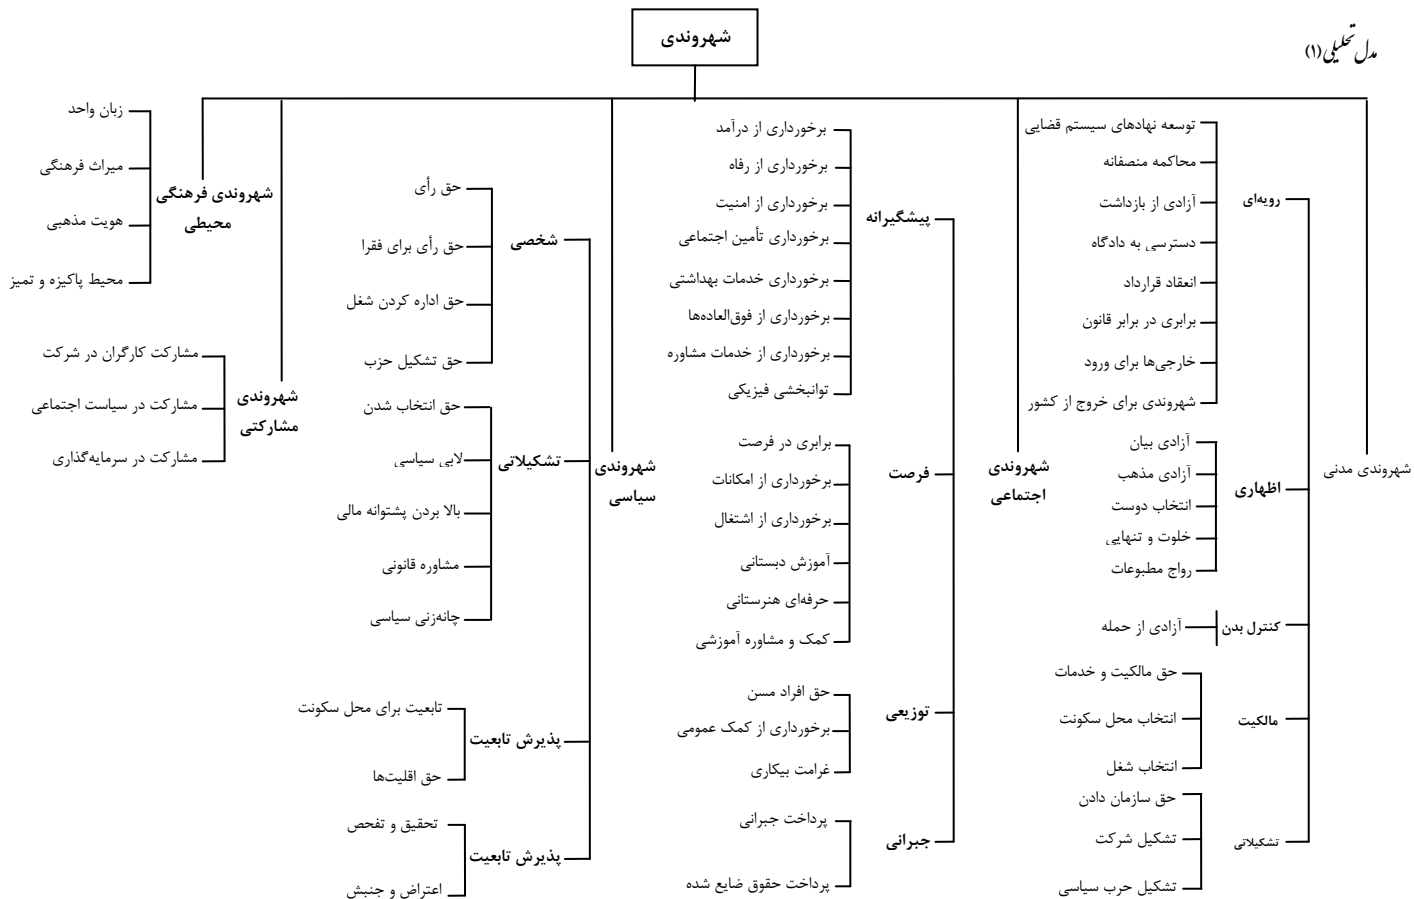 مدل تحلیلی(۱)
شهروندی
شهروندی مدنی
رویه‌ای
توسعه نهادهای سیستم قضایی
محاکمه منصفانه
آزادی از بازداشت
دسترسی به دادگاه
انعقاد قرارداد
برابری در برابر قانون
خارجی‌ها برای ورود
شهروندی برای خروج از کشور
اظهاری
آزادی بیان
آزادی مذهب
انتخاب دوست
خلوت و تنهایی
رواج مطبوعات
کنترل بدن
آزادی از حمله
مالکیت
حق مالکیت و خدمات
انتخاب محل سکونت
انتخاب شغل
تشکیلاتی
حق سازمان دادن
تشکیل شرکت
تشکیل حرب سیاسی
شهروندی
اجتماعی
پیشگیرانه
برخورداری از درآمد
برخورداری از رفاه
برخورداری از امنیت
برخورداری تأمین اجتماعی
برخورداری خدمات بهداشتی
برخورداری از فوق‌العاده‌ها
برخورداری از خدمات مشاوره
توانبخشی فیزیکی
فرصت
برابری در فرصت
برخورداری از امکانات
برخورداری از اشتغال
آموزش دبستانی
حرفه‌ای هنرستانی
کمک و مشاوره آموزشی
توزیعی
حق افراد مسن
برخورداری از کمک عمومی
غرامت بیکاری
جبرانی
پرداخت جبرانی
پرداخت حقوق ضایع شده
شهروندی
سیاسی
شخصی
حق رأی
حق رأی برای فقرا
حق اداره کردن شغل
حق تشکیل حزب
تشکیلاتی
حق انتخاب شدن
لابی سیاسی
بالا بردن پشتوانه مالی
مشاوره قانونی
چانه‌زنی سیاسی
پذیرش تابعیت
تابعیت برای محل سکونت
حق اقلیت‌ها
پذیرش تابعیت
تحقیق و تفحص
اعتراض و جنبش
شهروندی
مشارکتی
مشارکت کارگران در شرکت
مشارکت در سیاست اجتماعی
مشارکت در سرمایه‌گذاری
شهروندی فرهنگی
محیطی
زبان واحد
میراث فرهنگی
هویت مذهبی
محیط پاکیزه و تمیز